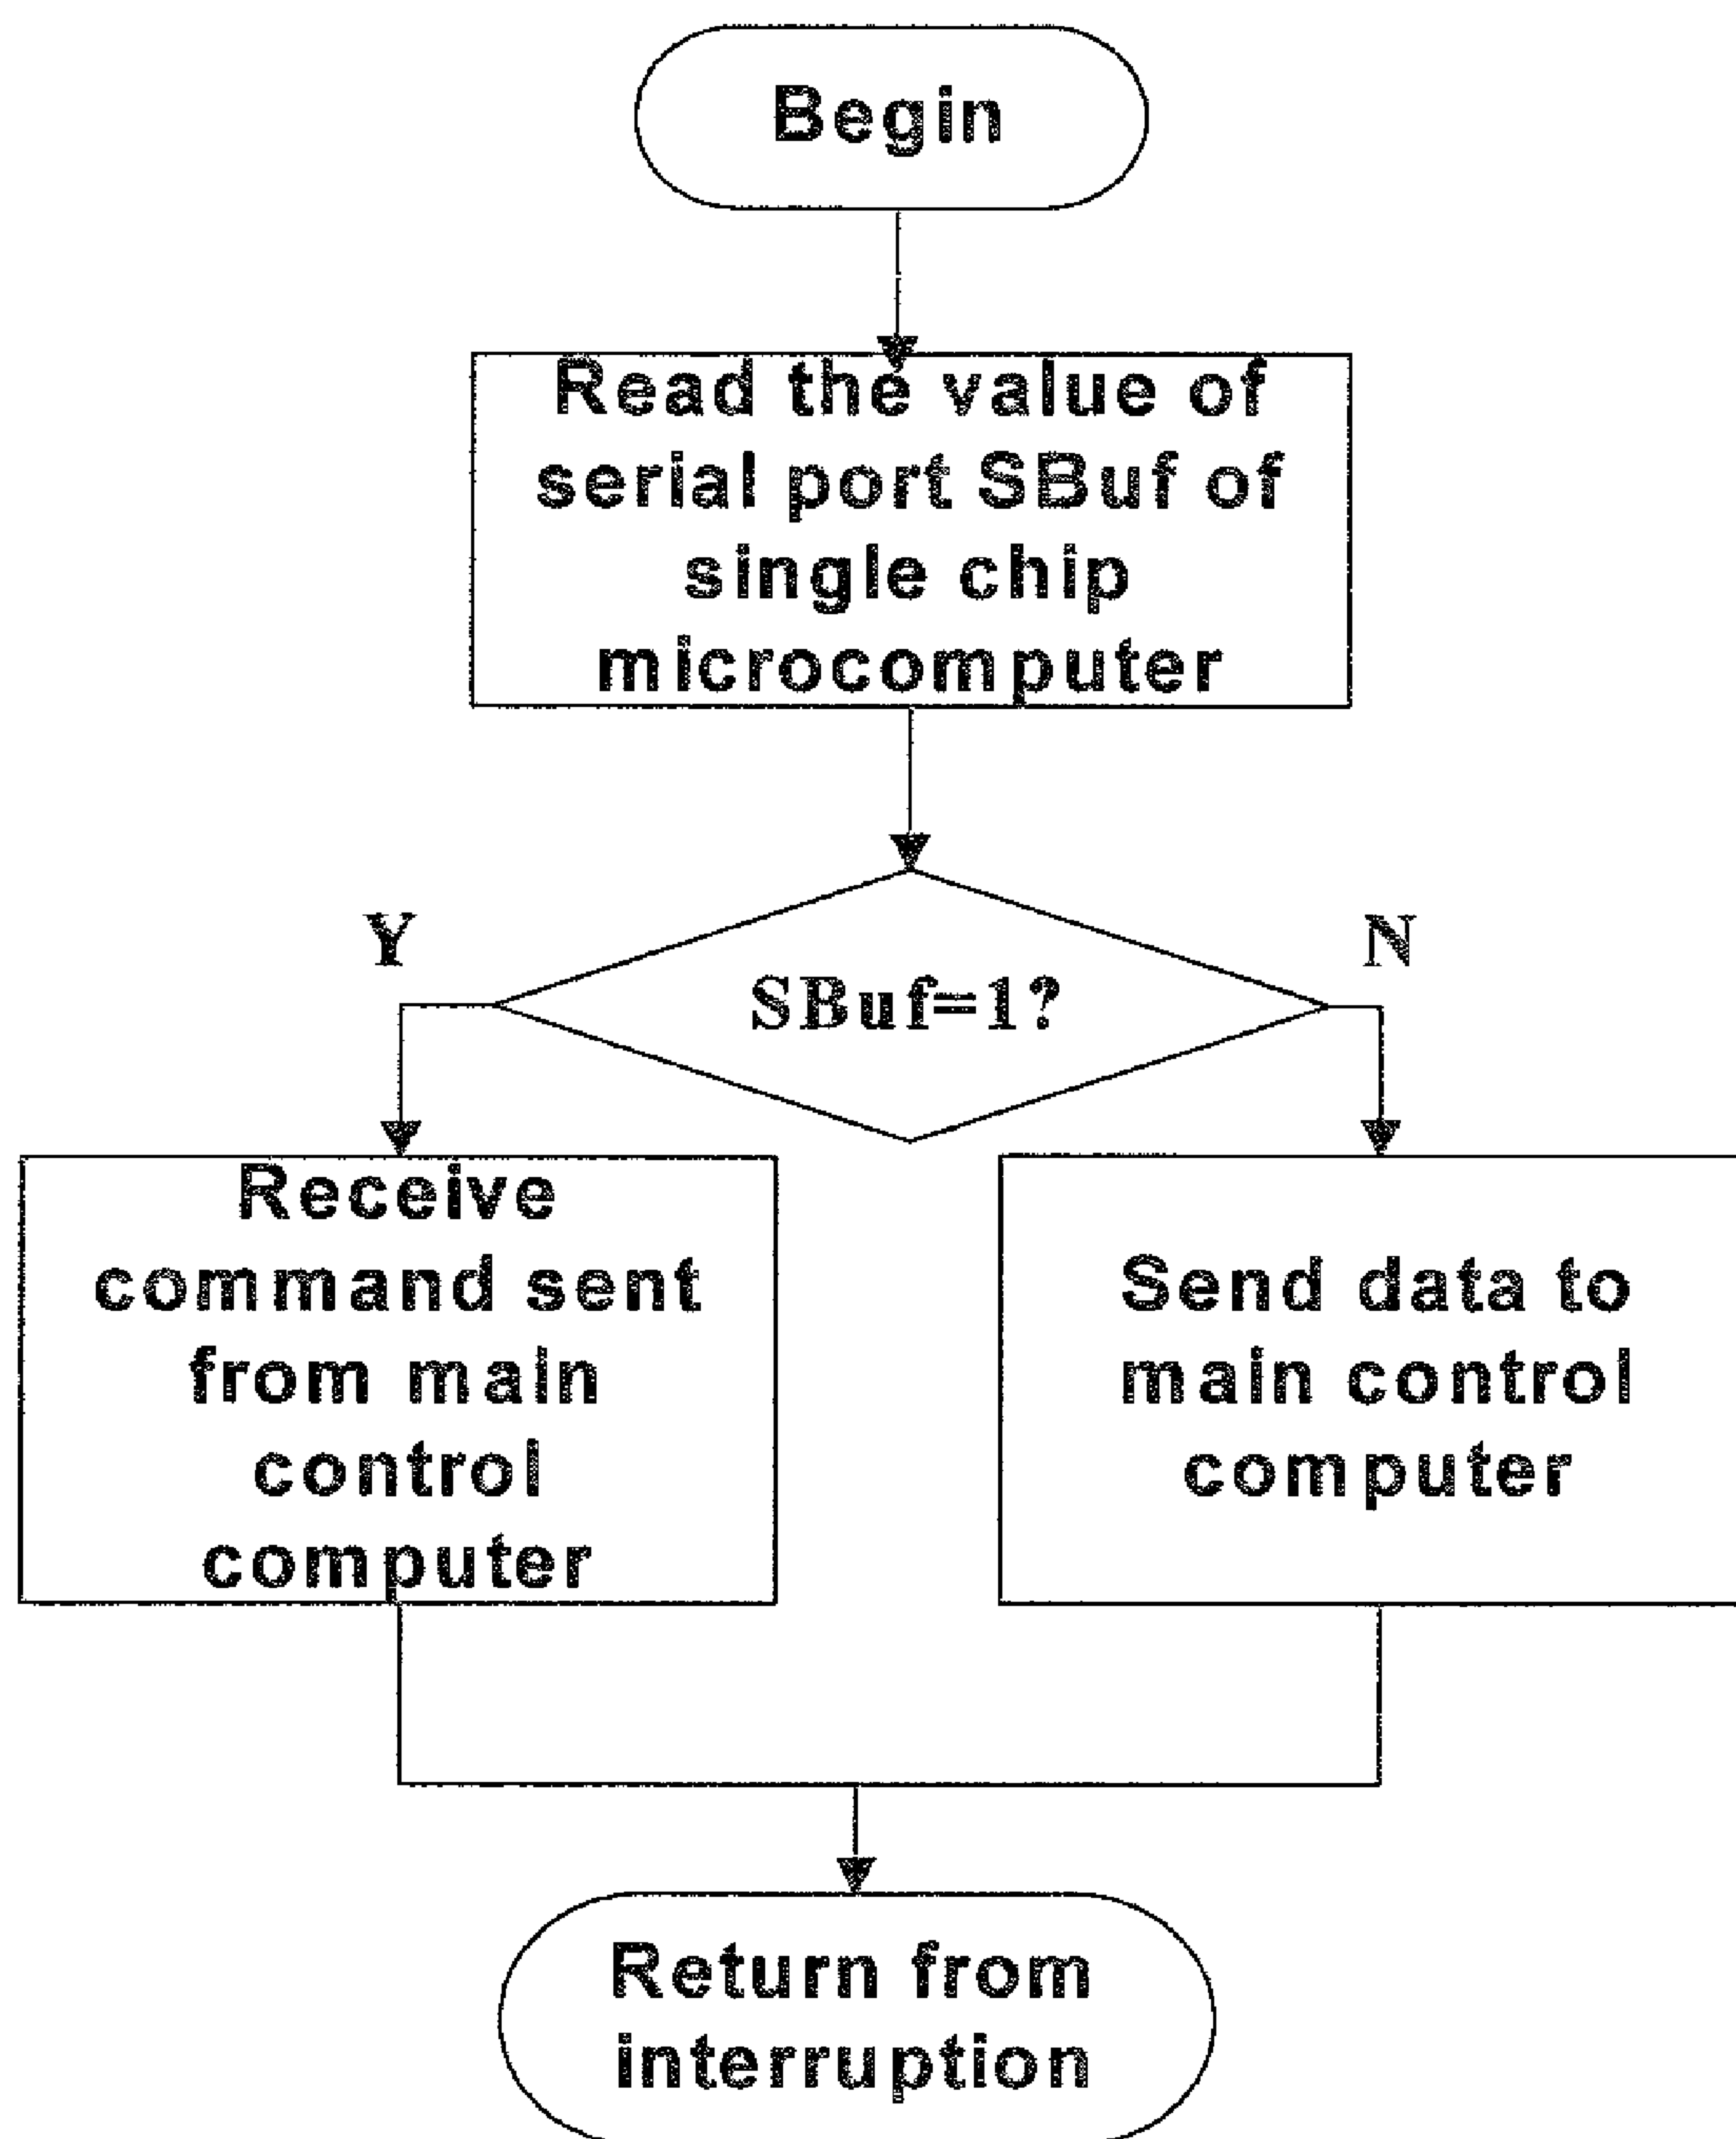 Begin
Read the value of
serial port SBuf of
single chip
microcomputer
Y
N
SBuf=1?
Receive
command sent
from main
control
computer
Send data to
main control
computer
Return from
interruption